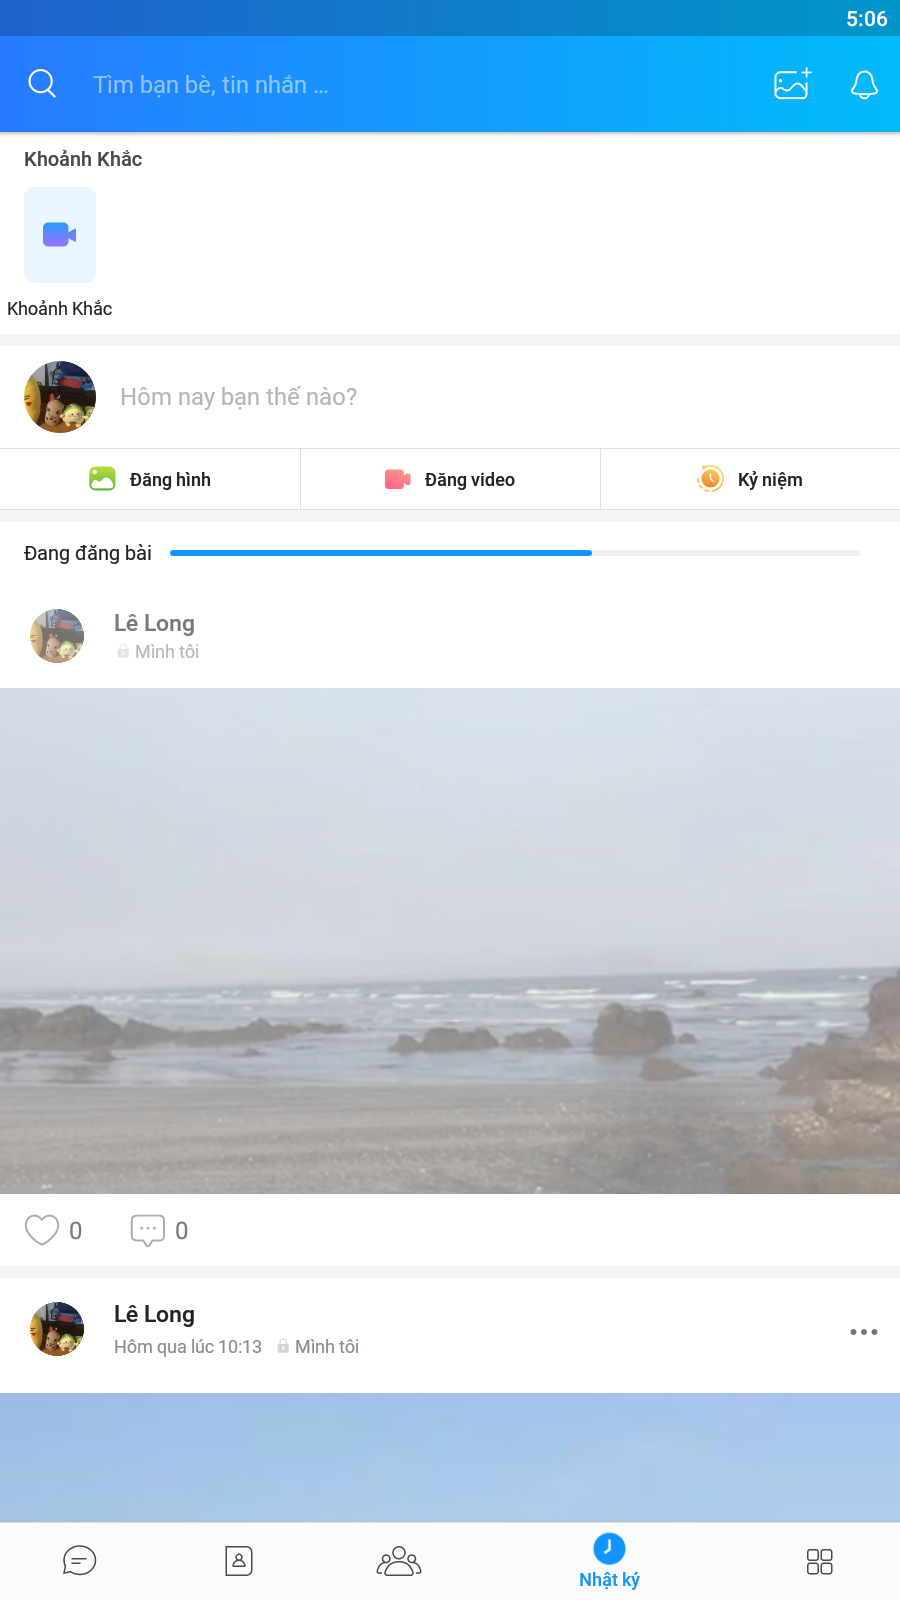 5:06
Tìm bạn bè, tin nhắn ...
Khoảnh Khắc
Khoảnh Khắc
Hôm nay bạn thế nào?
Đăng hình
Đăng video
Kỷ niệm
Đang đăng bài
Lê Long
Mình tôi
0
0
Lê Long
Hôm qua lúc 10:13 Mình tôi
Nhật ký